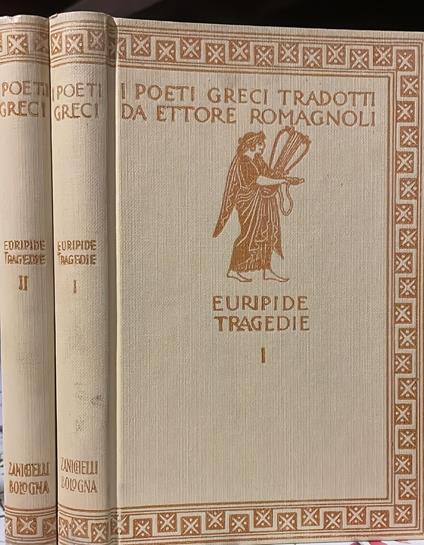 I POETI
GRECI
EURIPIDE
TRAGEDIE
II
ZANICHELLI
BOLOGNA
I POETI
GRECI
EURIPIDE
TRAGEDIE
I
ZANICHELLI
BOLOGNA
I POETI GRECI TRADOTTI
DA ETTORE ROMAGNOLI
EURIPIDE
TRAGEDIE
I